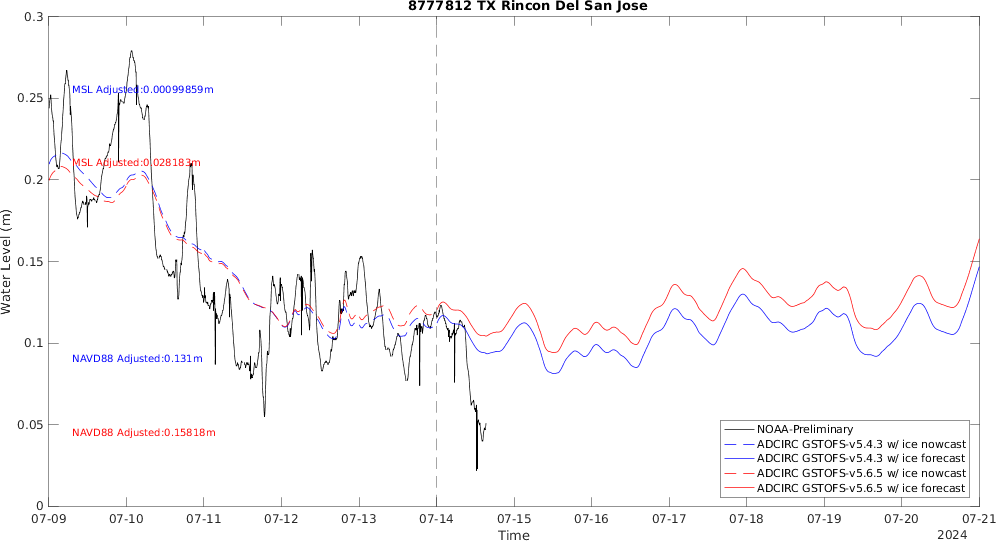 8777812 TX Rincon Del San Jose
0.3
0.25
0.2
0.15
0.1
0.05
0
Water Level (m)
MSL Adjusted:0.00099859m
MSL Adjusted:0.028183m
NAVD88 Adjusted:0.131m
NAVD88 Adjusted:0.15818m
NOAA-Preliminary
ADCIRC GSTOFS-v5.4.3 w/ ice nowcast
ADCIRC GSTOFS-v5.4.3 w/ ice forecast
ADCIRC GSTOFS-v5.6.5 w/ ice nowcast
ADCIRC GSTOFS-v5.6.5 w/ ice forecast
07-09 07-10 07-11 07-12 07-13 07-14 07-15 07-16 07-17 07-18 07-19 07-20 07-21
Time
2024